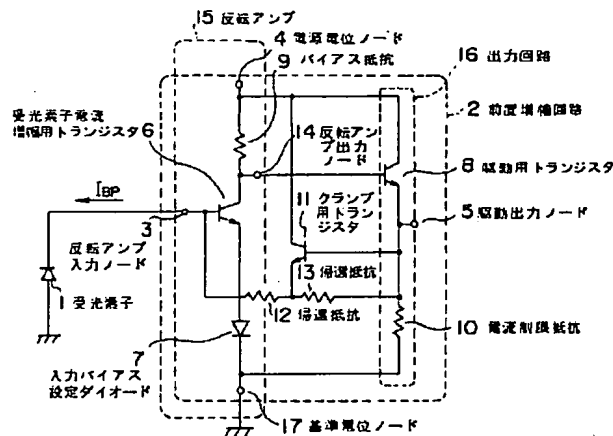 15 反転アンプ
4 電源電位ノード
9 バイアス抵抗
16 出力回路
2 前置増幅回路
受光素子電流
増幅用トランジスタ
6
14 反転アン
プ出力
ノード
8 駆動用トランジスタ
IBP
3
11
クランプ
用トラン
ジスタ
5 駆動出力ノード
反転アンプ
入力ノード
13 帰還抵抗
1 受光素子
12 帰還抵抗
10 電流制限抵抗
7
入力バイアス
設定ダイオード
17 基準電位ノード